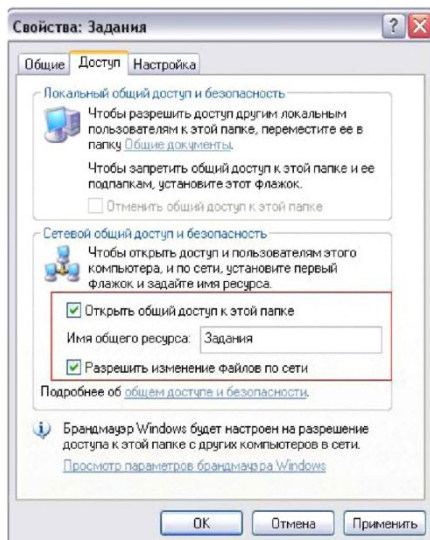 Свойства: Задания
Общие Доступ Настройка
Локальный общий доступ и безопасность
Чтобы разрешить доступ другим локальным
пользователям к этой папке, переместите ее в
папку Общие документы.
Чтобы запретить общий доступ к этой папке и ее
подпапкам, установите этот флажок.
Отменить общий доступ к этой папке
Сетевой общий доступ и безопасность
Чтобы открыть доступ и пользователям этого
компьютера, и по сети, установите первый
флажок и задайте имя ресурса.
Открыть общий доступ к этой папке
Имя общего ресурса: Задания
Разрешить изменение файлов по сети
Подробнее об общем доступе и безопасности.
Брандмауэр Windows будет настроен на разрешение
доступа к этой папке с других компьютеров в сети.
Просмотр параметров брандмауэра Windows
OK Отмена Применить